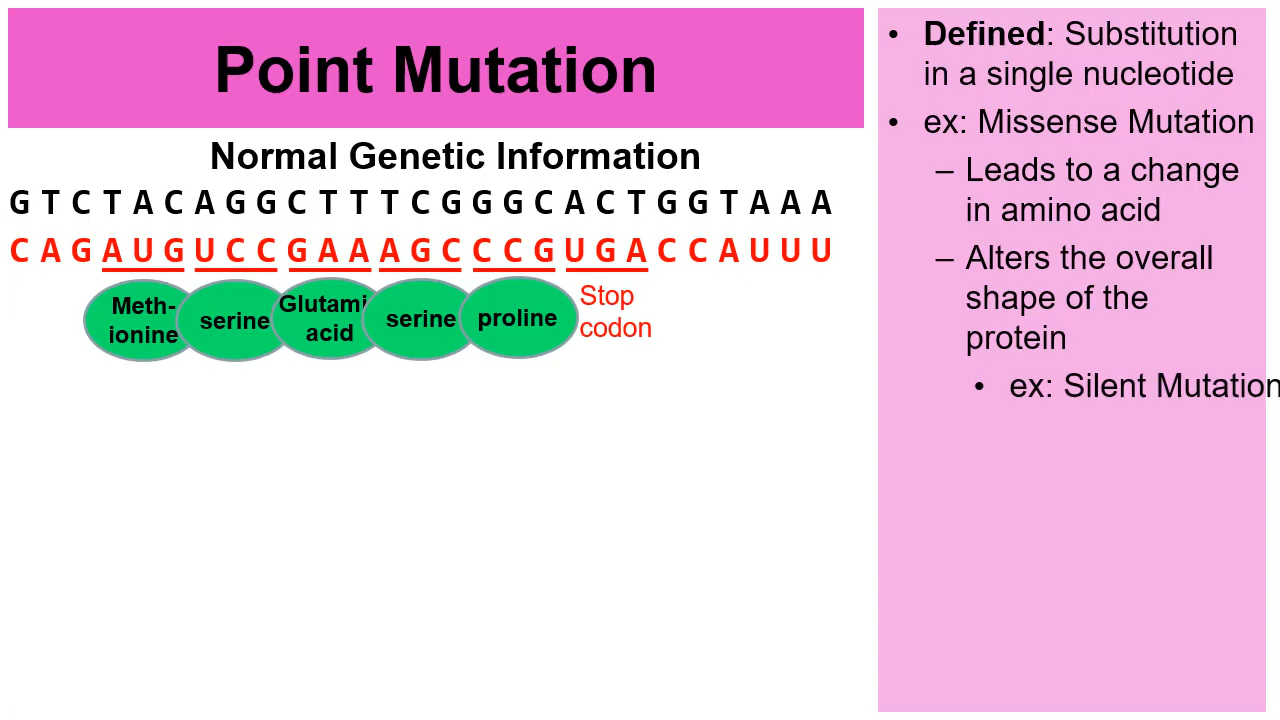 Point Mutation
Normal Genetic Information
G T C T A C A G G C T T T C G G G C A C T G G T A A A
C A G A U G U C C G A A A G C C C G U G A C C A U U U
Meth-
ionine
serine
Glutami
acid
serine
proline
Stop
codon
• Defined: Substitution
in a single nucleotide
• ex: Missense Mutation
– Leads to a change
in amino acid
– Alters the overall
shape of the
protein
• ex: Silent Mutation